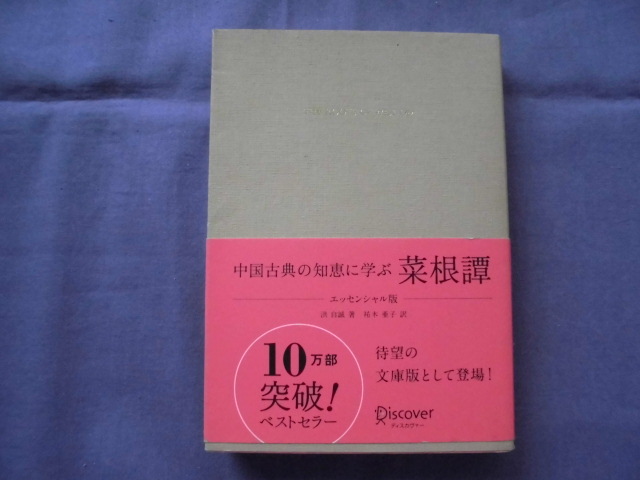 中国古典の知恵に学ぶ 菜根譚
エッセンシャル版
洪自誠 著 祐木亜子 訳
10万部
突破!
ベストセラー
待望の
文庫版として登場!
Discover
ディスカヴァー